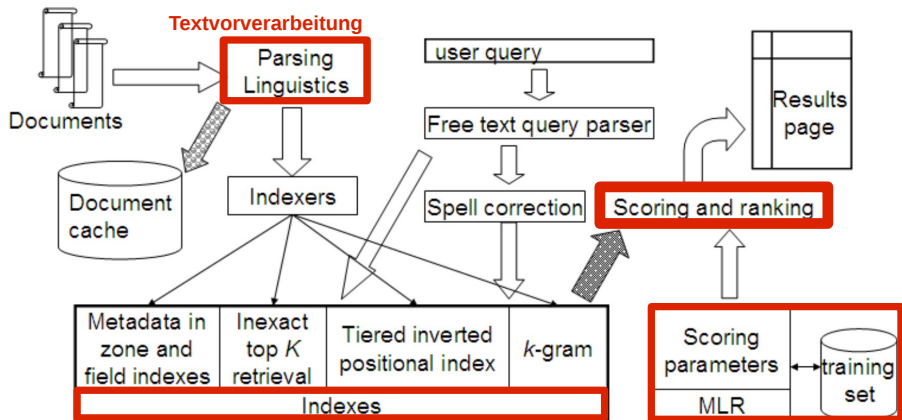 Textvorverarbeitung
Parsing
Linguistics
user query
Results
page
Documents
Free text query parser
Document
cache
Indexers
Spell correction
Scoring and ranking
Metadata in
zone and
field indexes
Inexact
top K
retrieval
Tiered inverted
positional index
k-gram
Indexes
Scoring
parameters
MLR
training
set